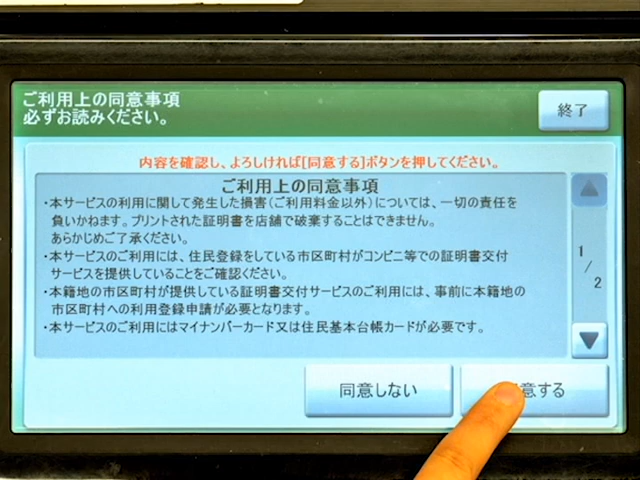 ご利用上の同意事項
必ずお読みください。
終了
内容を確認し、よろしければ[同意する]ボタンを押してください。
ご利用上の同意事項
・本サービスの利用に関して発生した損害(ご利用料金以外)については、一切の責任を
負いかねます。プリントされた証明書を店舗で破棄することはできません。
あらかじめご了承ください。
・本サービスのご利用には、住民登録をしている市区町村がコンビニ等での証明書交付
サービスを提供していることをご確認ください。
・本籍地の市区町村が提供している証明書交付サービスのご利用には、事前に本籍地の
市区町村への利用登録申請が必要となります。
・本サービスのご利用にはマイナンバーカード又は住民基本台帳カードが必要です。
1/2
同意しない
意する